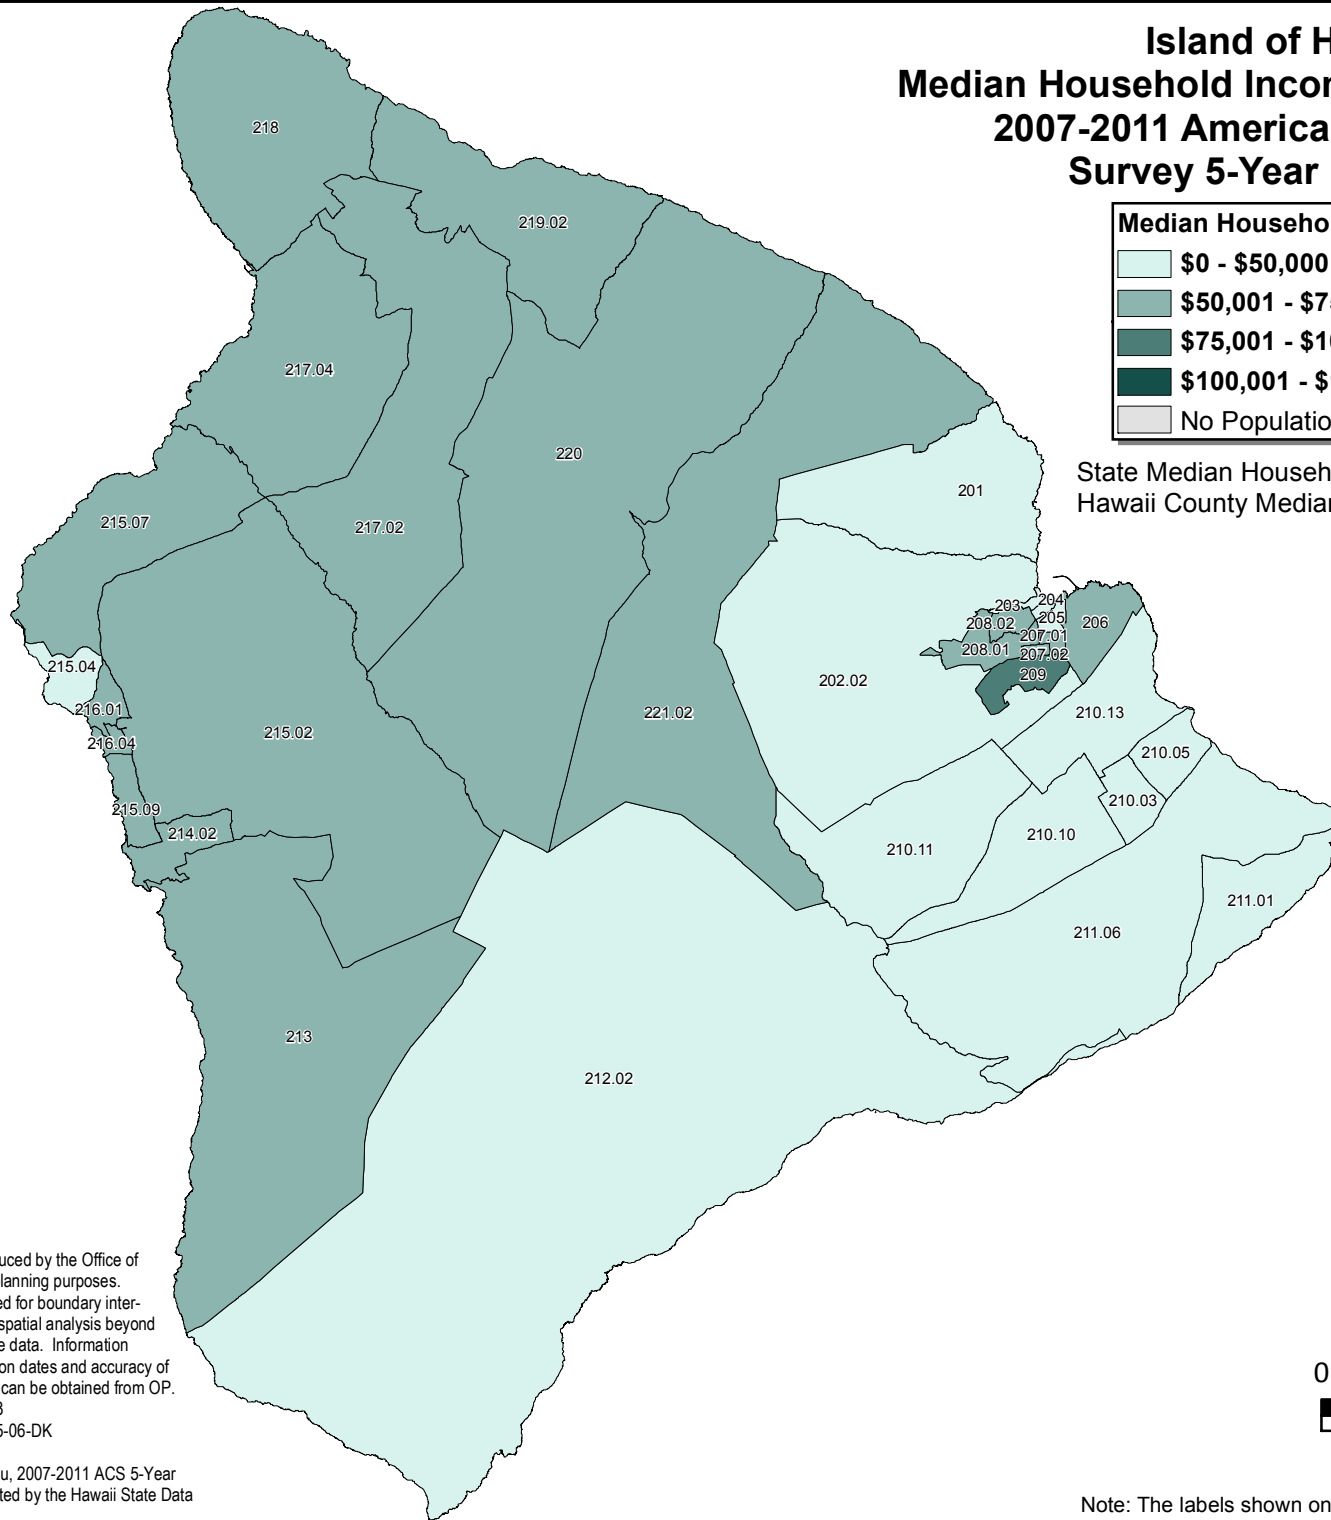 Island of H
Median Household Incor
2007-2011 America
Survey 5-Year
Median Househo
$0 - $50,000
$50,001 - $75
$75,001 - $10
$100,001 - $
No Populatio
State Median Househ
Hawaii County Median
218
219.02
217.04
220
201
215.07
217.02
203
204
205
206
208.02
207.01
208.01
207.02
209
215.04
202.02
216.01
221.02
210.13
215.02
216.04
210.05
210.03
215.09
214.02
210.10
210.11
211.01
211.06
213
212.02
uced by the Office of
lanning purposes.
ed for boundary inter-
spatial analysis beyond
e data. Information
on dates and accuracy of
can be obtained from OP.
3
5-06-DK
u, 2007-2011 ACS 5-Year
ted by the Hawaii State Data
0
Note: The labels shown on